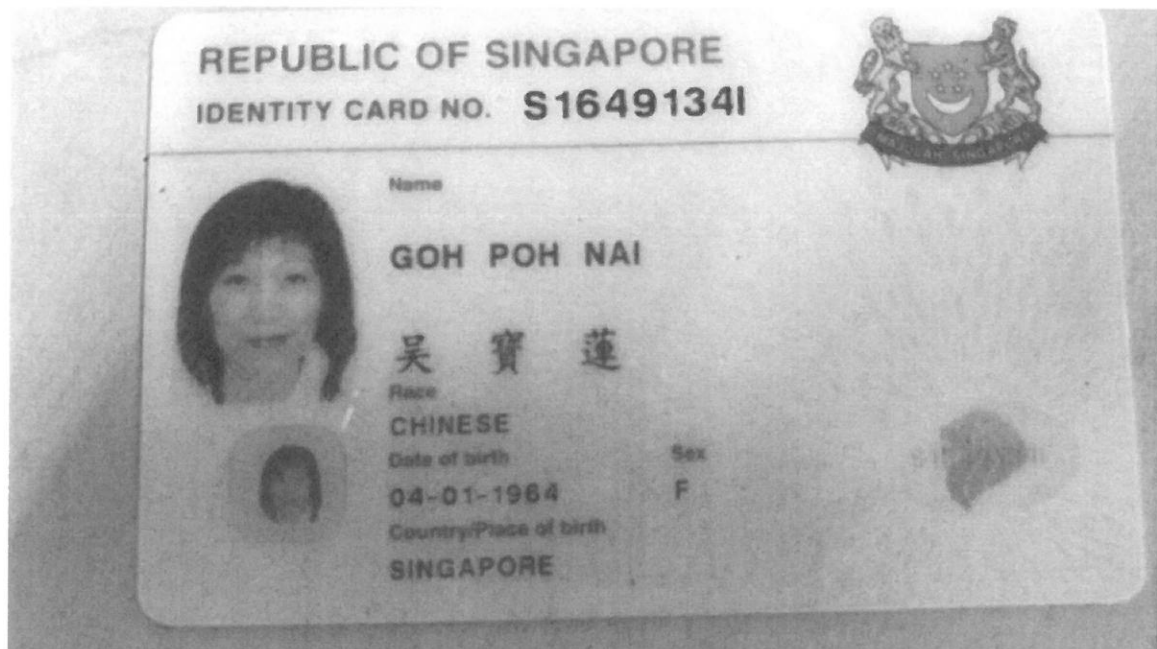 REPUBLIC OF SINGAPORE
IDENTITY CARD NO. S1649134I
Name
GOH POH NAI
吴 寶 蓮
Race
CHINESE
Date of birth Sex
04-01-1964 F
Country/Place of birth
SINGAPORE